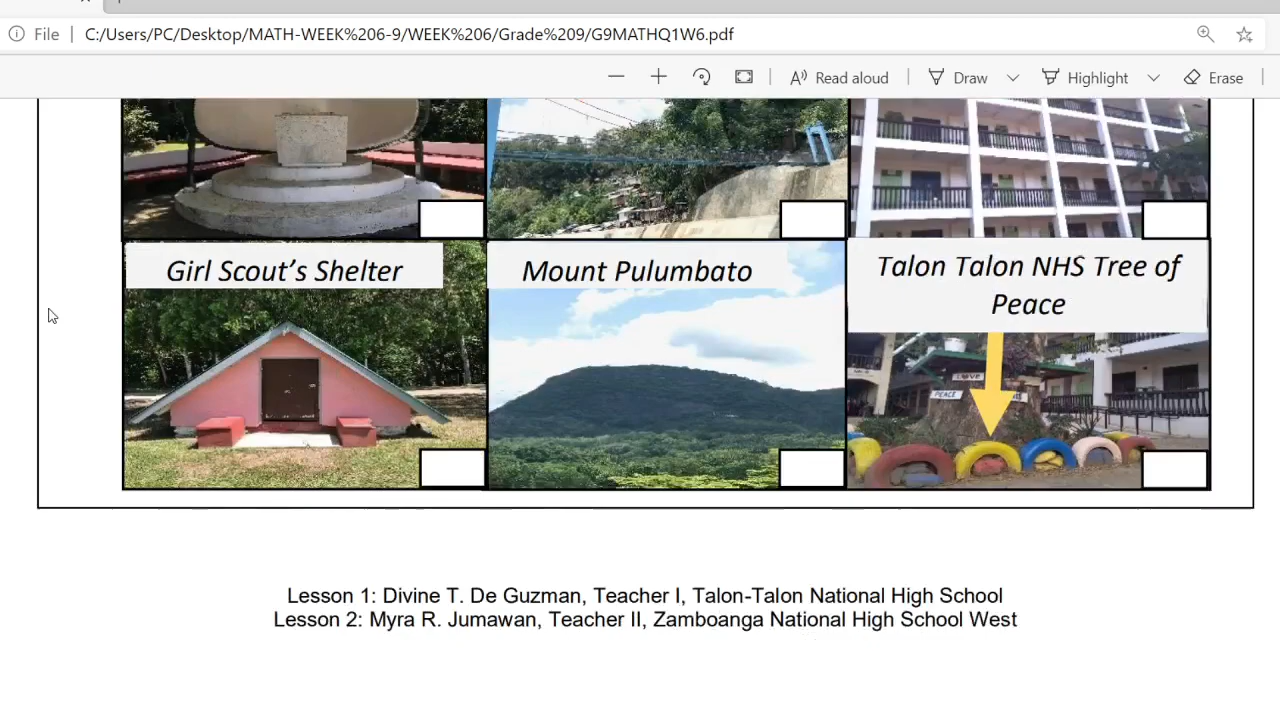 File | C:/Users/PC/Desktop/MATH-WEEK%206-9/WEEK%206/Grade%209/G9MATHQ1W6.pdf
Read aloud Draw Highlight Erase
Girl Scout's Shelter
Mount Pulumbato
Talon Talon NHS Tree of
Peace
LOVE
PEACE
Lesson 1: Divine T. De Guzman, Teacher I, Talon-Talon National High School
Lesson 2: Myra R. Jumawan, Teacher II, Zamboanga National High School West